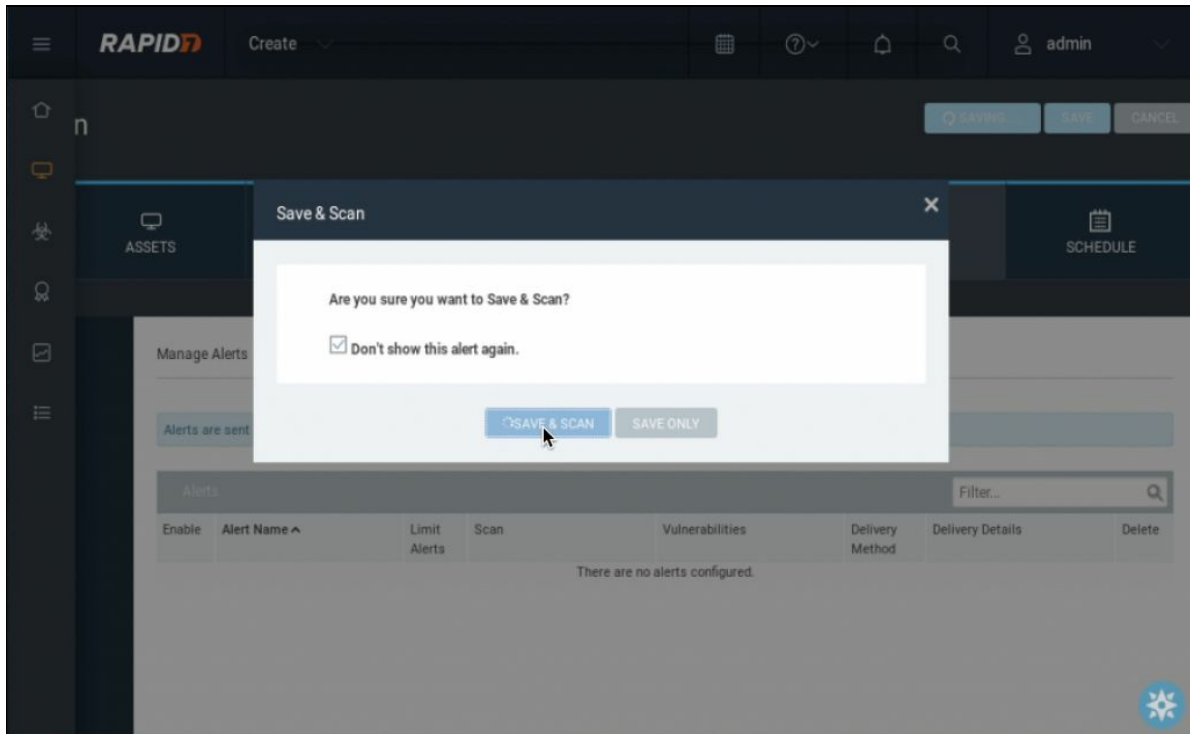 RAPID7 Create admin
n SAVING... SAVE CANCEL
ASSETS SCHEDULE
Save & Scan
Are you sure you want to Save & Scan?
Don't show this alert again.
SAVE & SCAN SAVE ONLY
Manage Alerts
Alerts are sent
Alerts Filter...
Enable Alert Name Limit Alerts Scan Vulnerabilities Delivery Method Delivery Details Delete
There are no alerts configured.